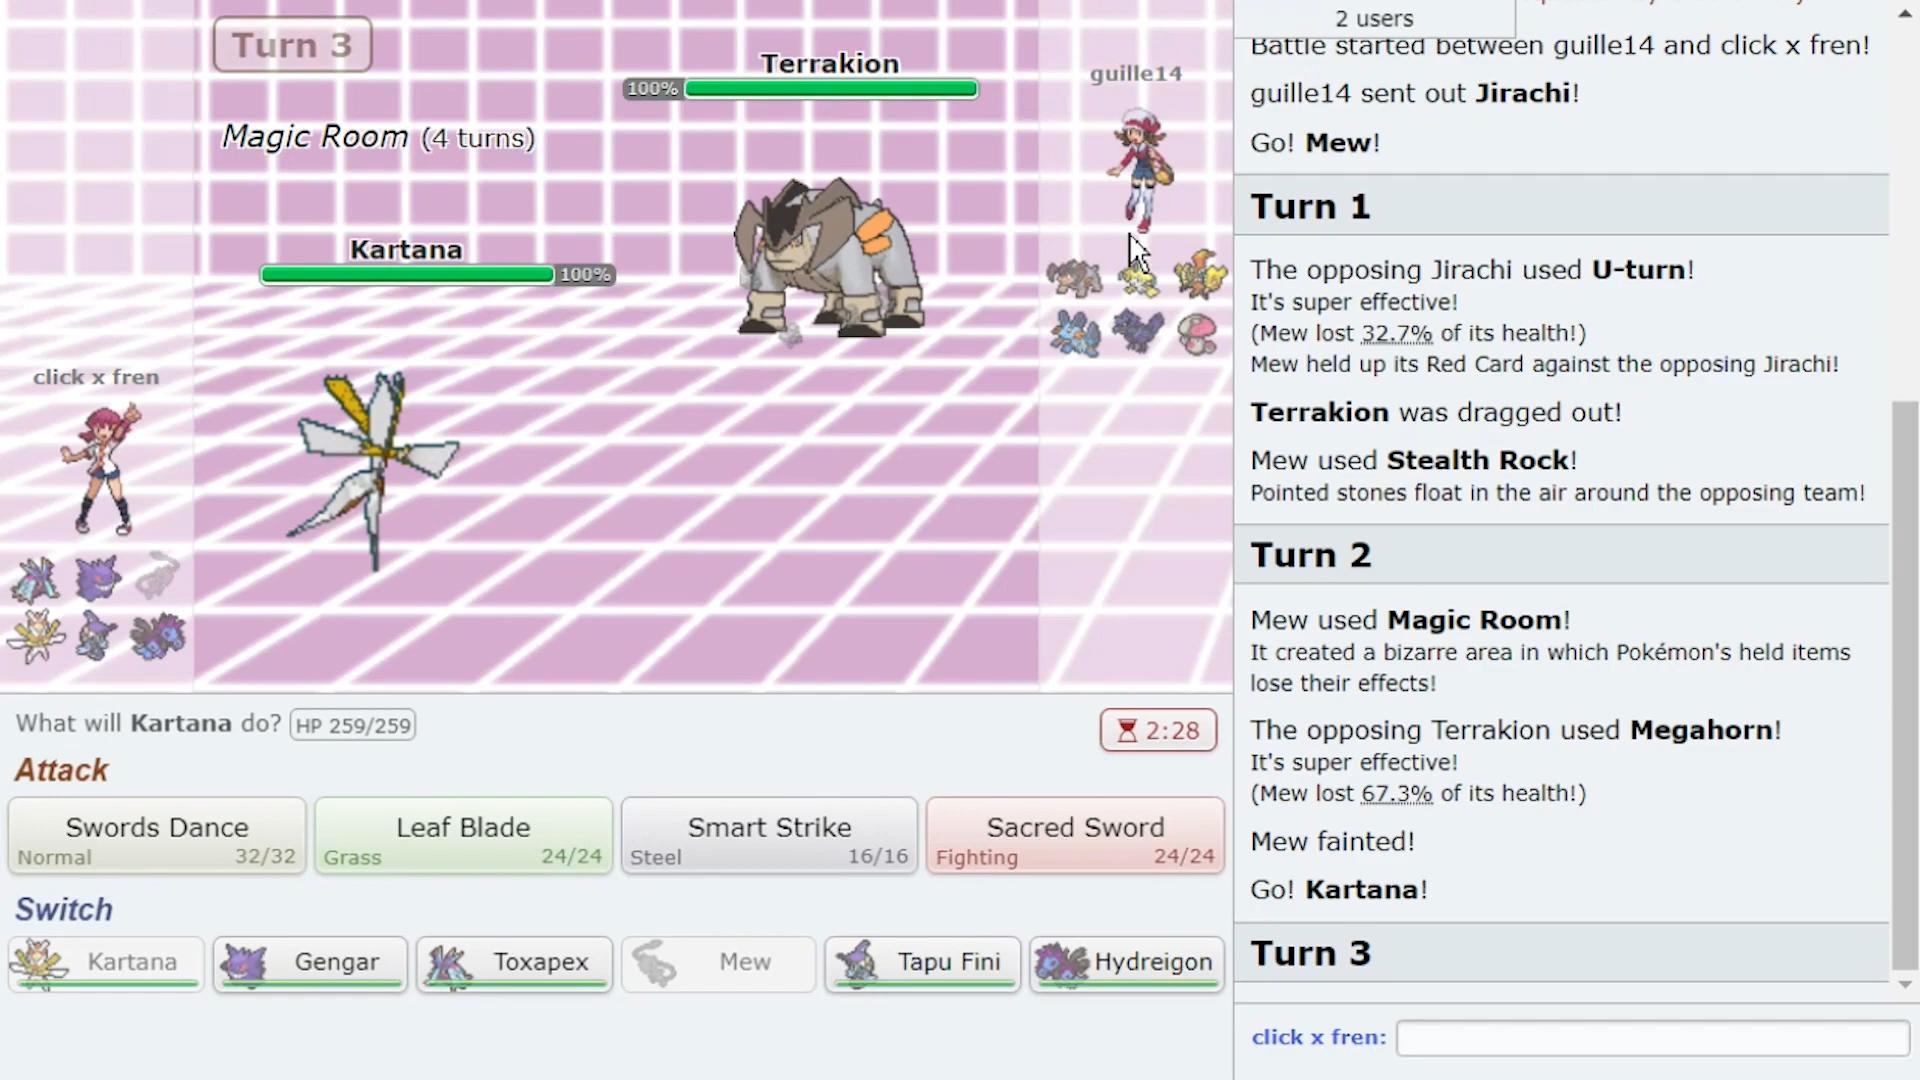 Turn 3
Magic Room (4 turns)
Terrakion
100%
guille14
Kartana
100%
click x fren
What will Kartana do? HP 259/259
2:28
Attack
Swords Dance
Normal 32/32
Leaf Blade
Grass 24/24
Smart Strike
Steel 16/16
Sacred Sword
Fighting 24/24
Switch
Kartana
Gengar
Toxapex
Mew
Tapu Fini
Hydreigon
2 users
Battle started between guille14 and click x fren!
guille14 sent out Jirachi!
Go! Mew!
Turn 1
The opposing Jirachi used U-turn!
It's super effective!
(Mew lost 32.7% of its health!)
Mew held up its Red Card against the opposing Jirachi!
Terrakion was dragged out!
Mew used Stealth Rock!
Pointed stones float in the air around the opposing team!
Turn 2
Mew used Magic Room!
It created a bizarre area in which Pokémon's held items
lose their effects!
The opposing Terrakion used Megahorn!
It's super effective!
(Mew lost 67.3% of its health!)
Mew fainted!
Go! Kartana!
Turn 3
click x fren: